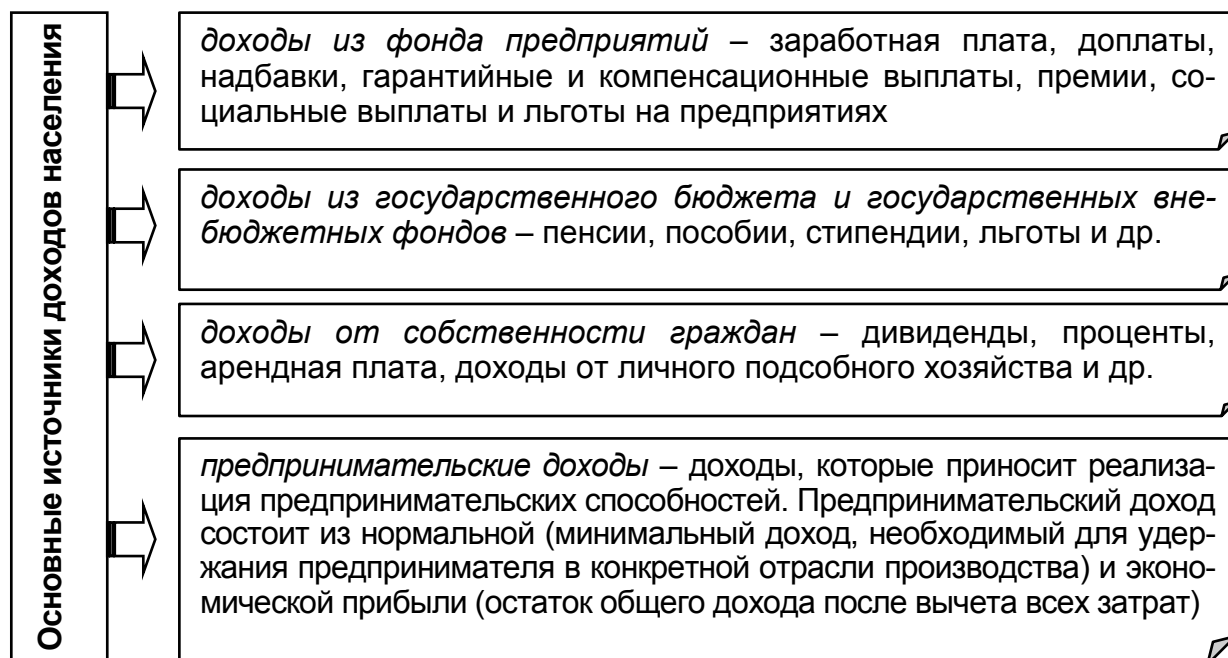 Основные источники доходов населения
доходы из фонда предприятий – заработная плата, доплаты,
надбавки, гарантийные и компенсационные выплаты, премии, со-
циальные выплаты и льготы на предприятиях
доходы из государственного бюджета и государственных вне-
бюджетных фондов – пенсии, пособии, стипендии, льготы и др.
доходы от собственности граждан – дивиденды, проценты,
арендная плата, доходы от личного подсобного хозяйства и др.
предпринимательские доходы – доходы, которые приносит реализа-
ция предпринимательских способностей. Предпринимательский доход
состоит из нормальной (минимальный доход, необходимый для удер-
жания предпринимателя в конкретной отрасли производства) и эконо-
мической прибыли (остаток общего дохода после вычета всех затрат)